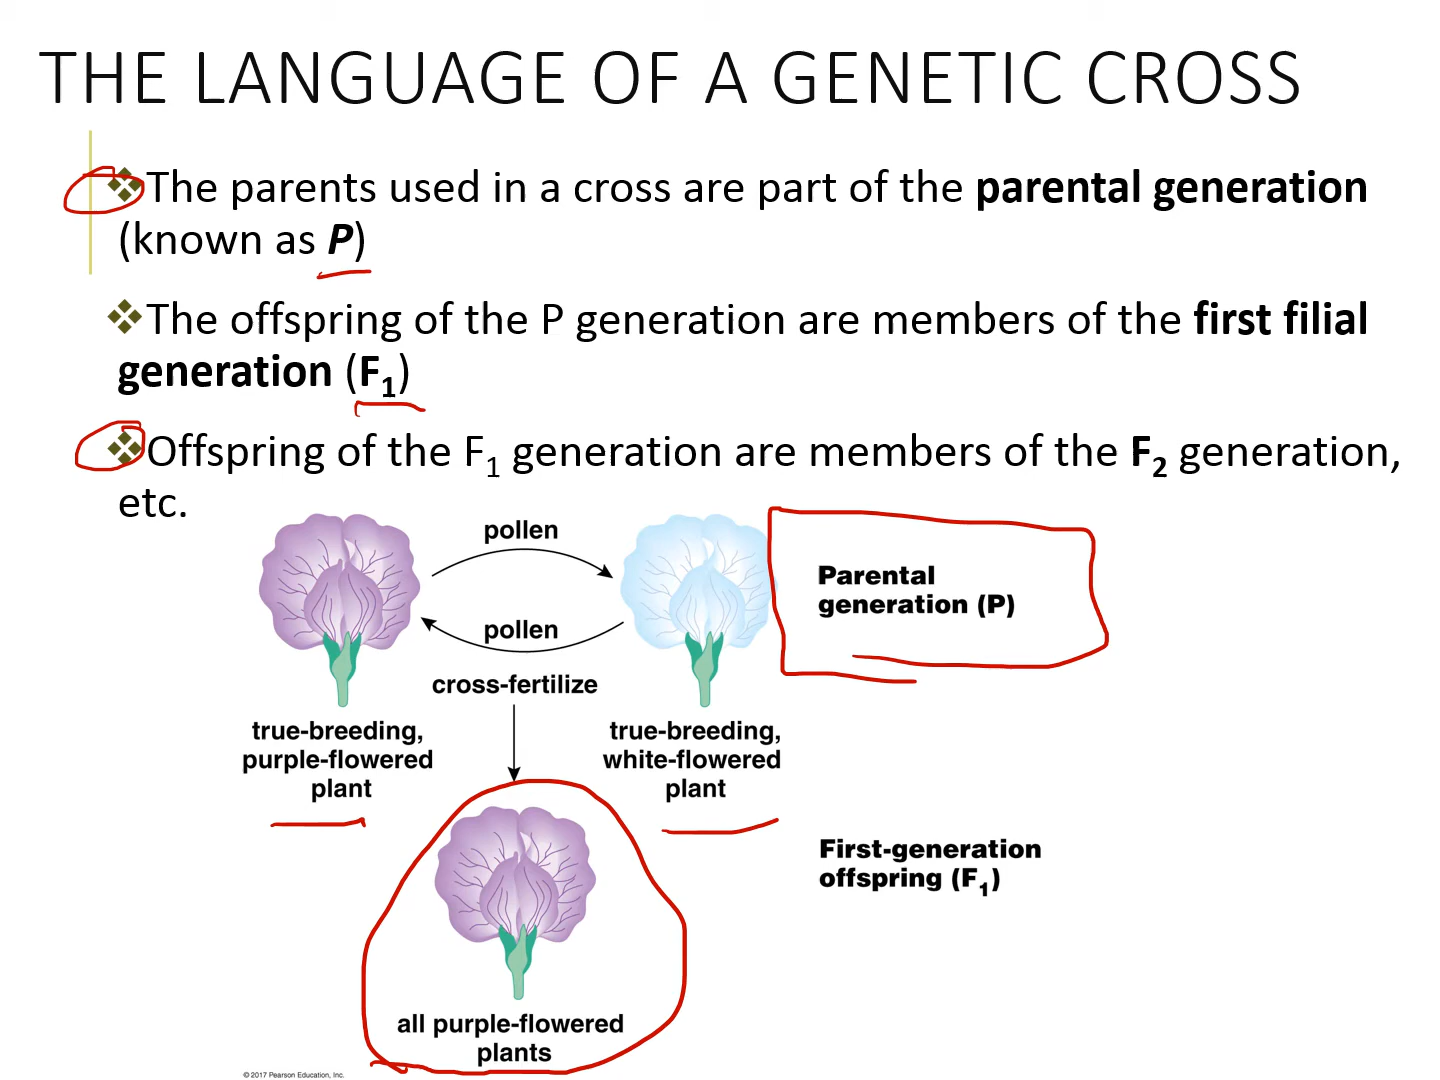 THE LANGUAGE OF A GENETIC CROSS
❖The parents used in a cross are part of the parental generation
(known as P)
❖The offspring of the P generation are members of the first filial
generation (F₁)
❖Offspring of the F₁ generation are members of the F₂ generation,
etc.
pollen
pollen
cross-fertilize
Parental
generation (P)
true-breeding,
purple-flowered
plant
true-breeding,
white-flowered
plant
First-generation
offspring (F₁)
all purple-flowered
plants
© 2017 Pearson Education, Inc.